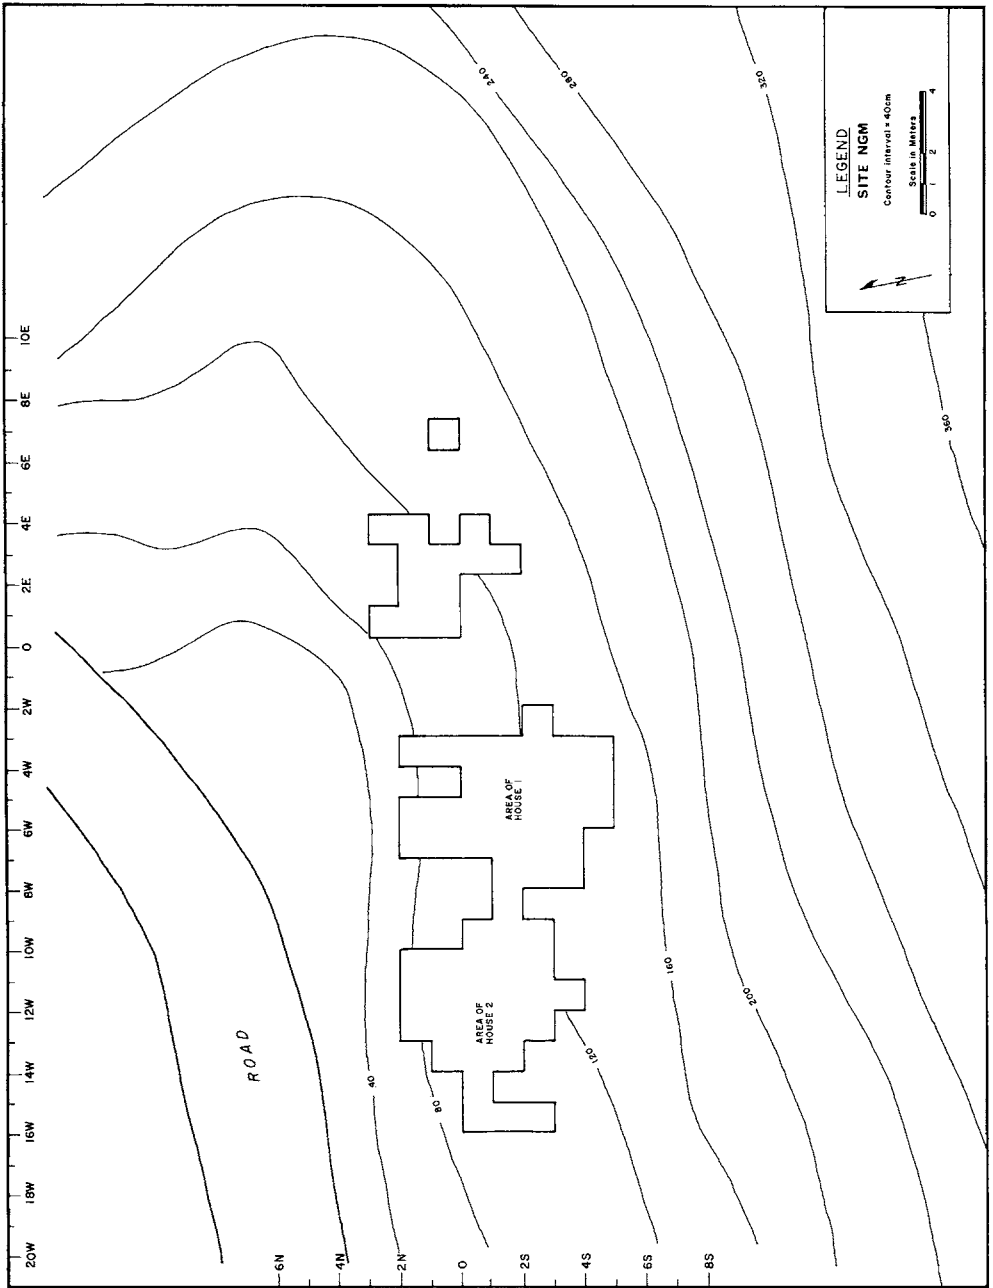 LEGEND
SITE NGM
Contour interval = 40cm
Scale in Meters
0 1 2 4
N
20W 18W 16W 14W 12W 10W 8W 6W 4W 2W 0 2E 4E 6E 8E 10E
6N
4N
2N
0
2S
4S
6S
8S
ROAD
AREA OF
HOUSE 2
AREA OF
HOUSE 1
40
80
120
160
200
240
280
320
360